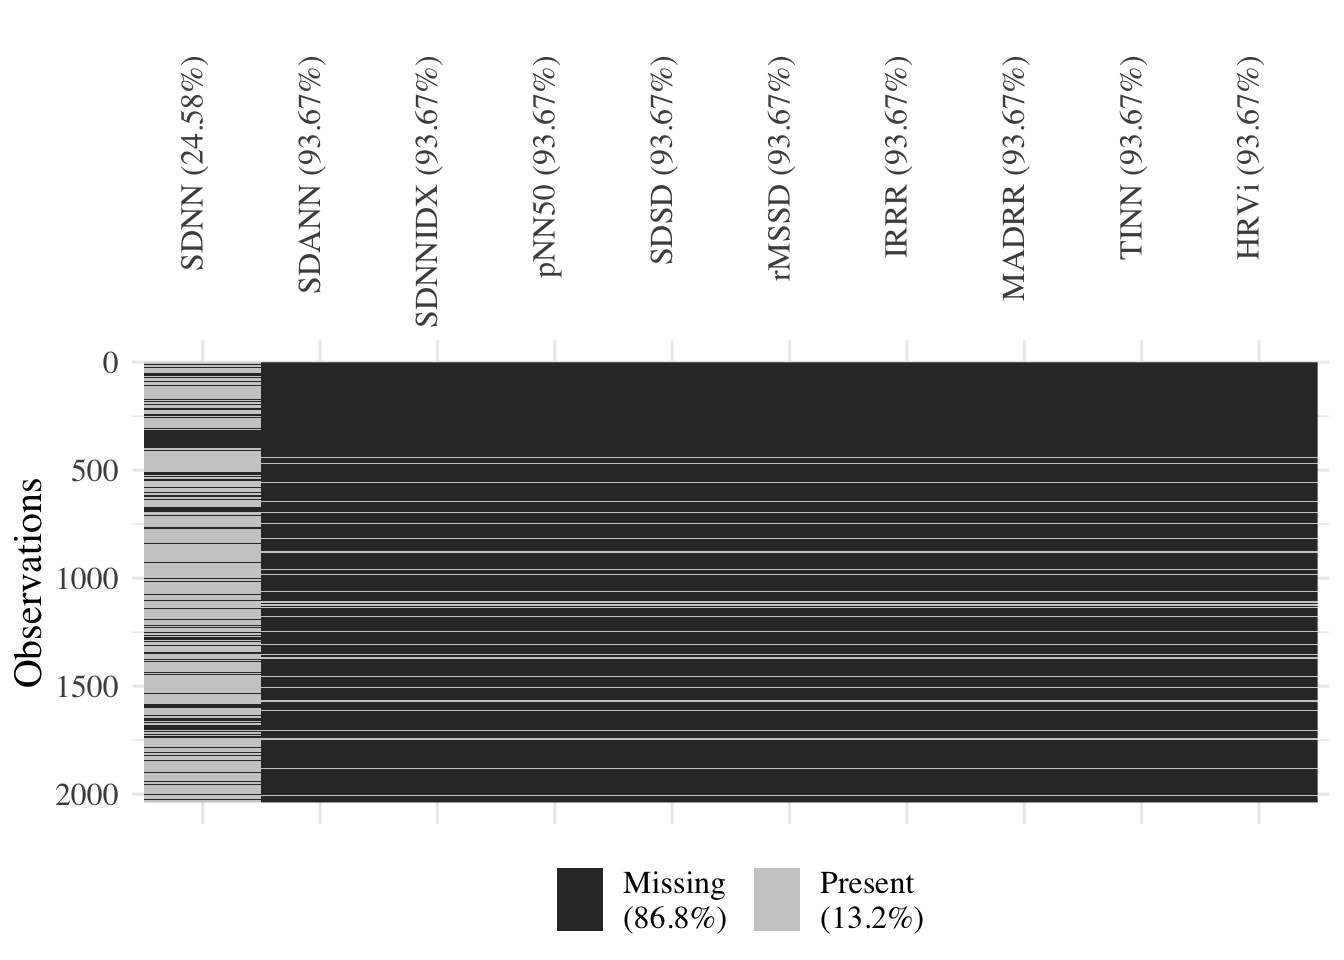 SDNN (24.58%)
SDANN (93.67%)
SDNNIDX (93.67%)
pNN50 (93.67%)
SDSD (93.67%)
rMSSD (93.67%)
IRRR (93.67%)
MADRR (93.67%)
TINN (93.67%)
HRVi (93.67%)
Observations
0
500
1000
1500
2000
Missing
(86.8%)
Present
(13.2%)